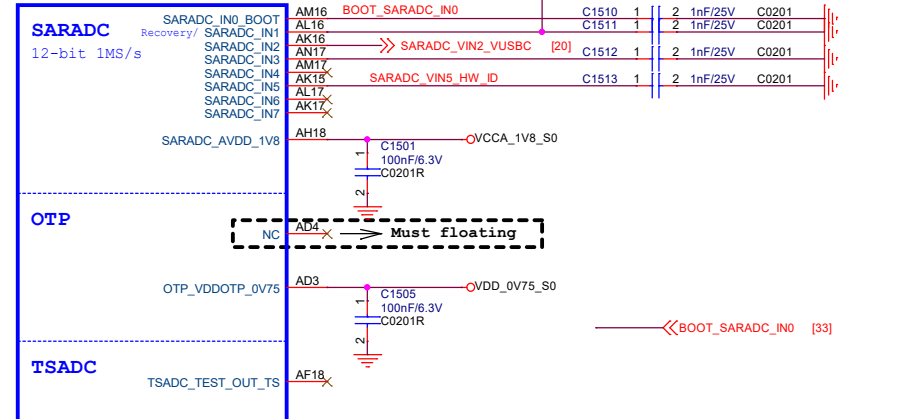 SARADC
12-bit 1MS/s
SARADC_IN0_BOOT AM16 BOOT_SARADC_IN0 C1510 1 2 1nF/25V C0201
Recovery/ SARADC_IN1 AL16 C1511 1 2 1nF/25V C0201
SARADC_IN2 AK16 SARADC_VIN2_VUSBC [20]
SARADC_IN3 AN17 C1512 1 2 1nF/25V C0201
SARADC_IN4 AM17
SARADC_IN5 AK15 SARADC_VIN5_HW_ID C1513 1 2 1nF/25V C0201
SARADC_IN6 AL17
SARADC_IN7 AK17
SARADC_AVDD_1V8 AH18 VCCA_1V8_S0
1
C1501
100nF/6.3V
C0201R
2
OTP
NC AD4 Must floating
OTP_VDDOTP_0V75 AD3 VDD_0V75_S0
1
C1505
100nF/6.3V
C0201R
2
BOOT_SARADC_IN0 [33]
TSADC
TSADC_TEST_OUT_TS AF18